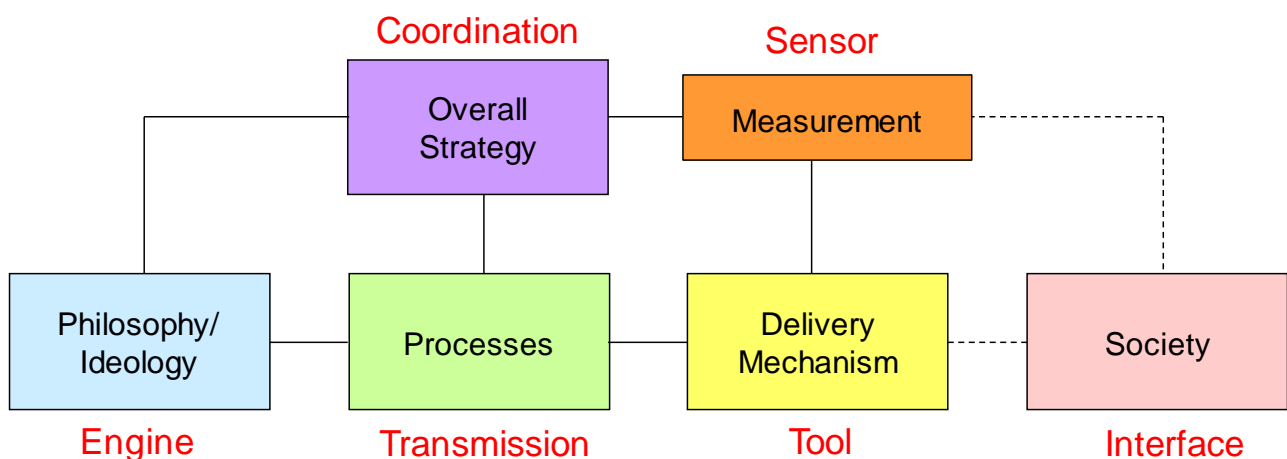 Coordination
Sensor
Overall
Strategy
Measurement
Philosophy/
Ideology
Processes
Delivery
Mechanism
Society
Engine
Transmission
Tool
Interface